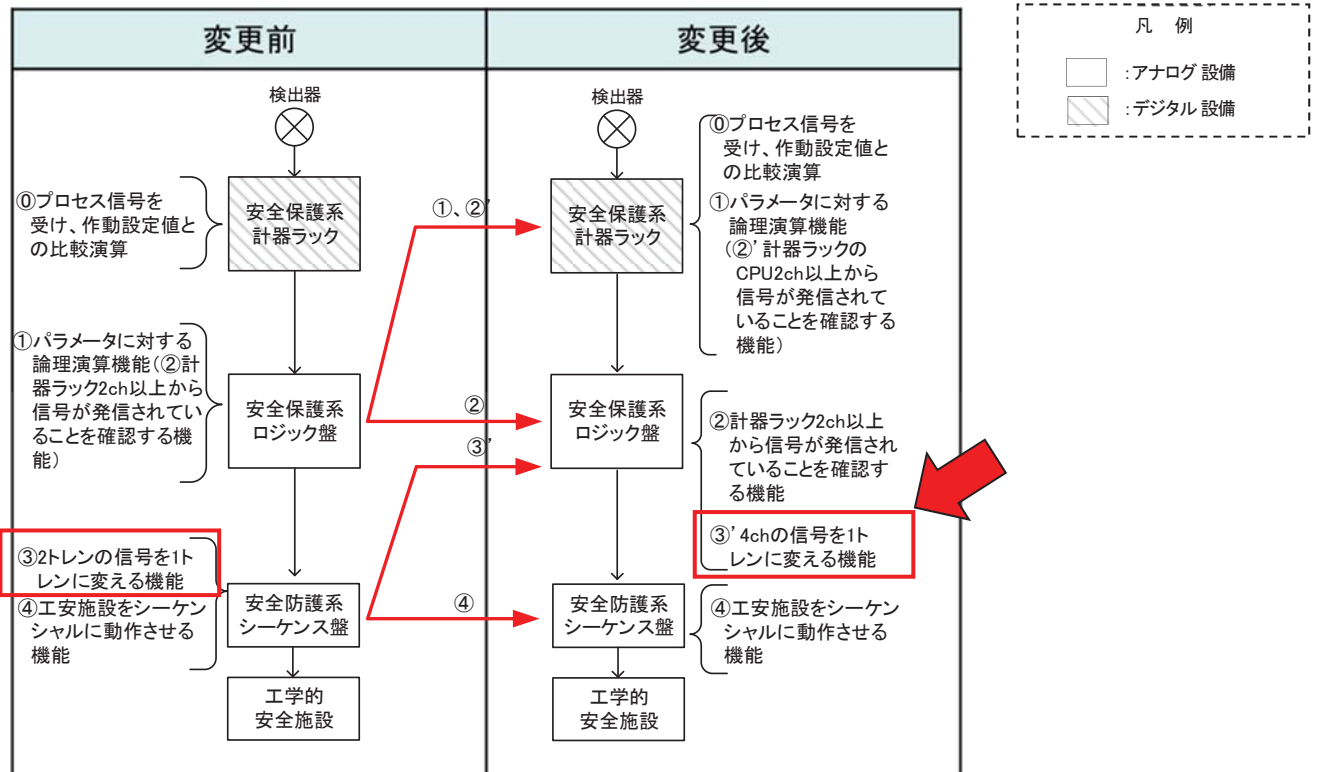 変更前
変更後
凡 例
:アナログ 設備
:デジタル 設備
検出器
⓪プロセス信号を
受け、作動設定値と
の比較演算
安全保護系
計器ラック
①パラメータに対する
論理演算機能(②計
器ラック2ch以上から
信号が発信されてい
ることを確認する機
能)
安全保護系
ロジック盤
③2トレンの信号を1ト
レンに変える機能
④工安施設をシーケン
シャルに動作させる
機能
安全防護系
シーケンス盤
工学的
安全施設
①、②'
②
③'
④
検出器
安全保護系
計器ラック
⓪プロセス信号を
受け、作動設定値と
の比較演算
①パラメータに対する
論理演算機能
(②' 計器ラックの
CPU2ch以上から
信号が発信されて
いることを確認する
機能)
安全保護系
ロジック盤
②計器ラック2ch以上
から信号が発信され
ていることを確認す
る機能
③' 4chの信号を1ト
レンに変える機能
安全防護系
シーケンス盤
④工安施設をシーケン
シャルに動作させる
機能
工学的
安全施設